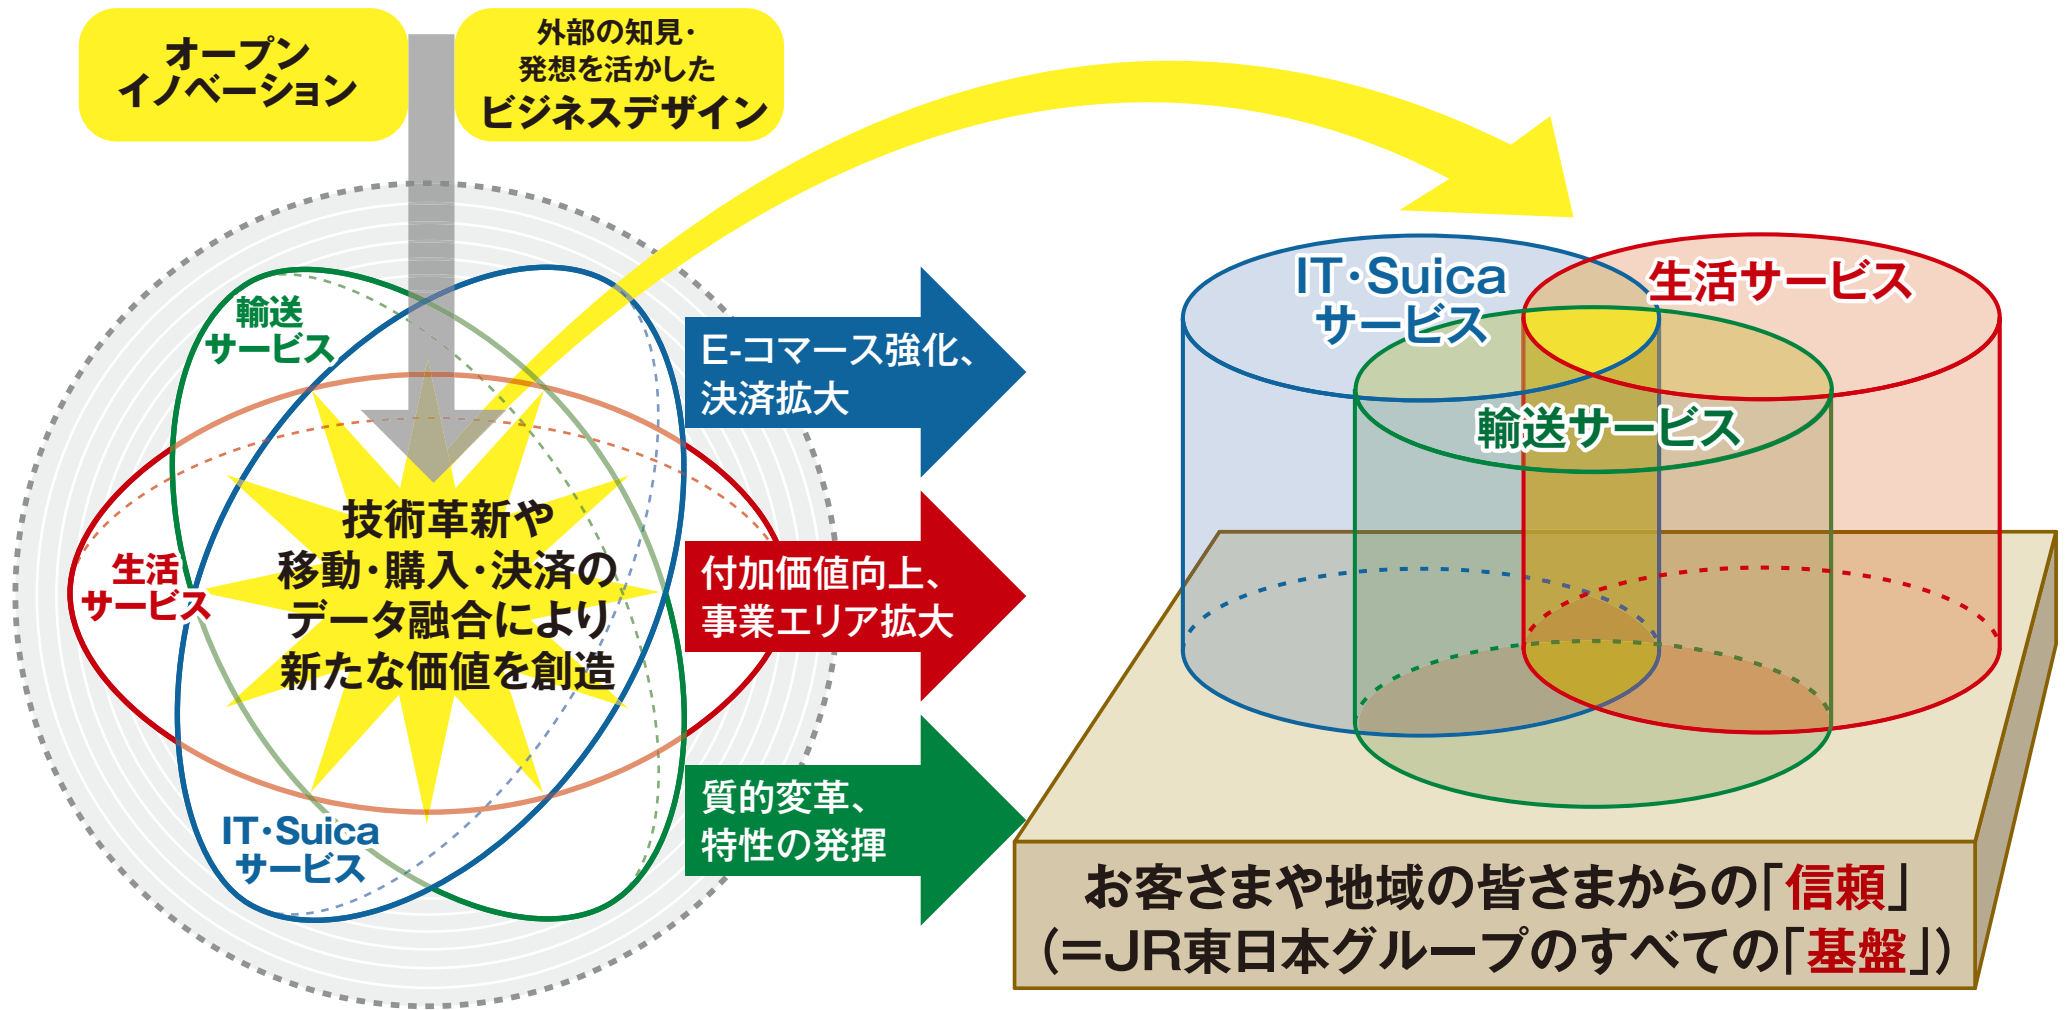 オープン
イノベーション
外部の知見・
発想を活かした
ビジネスデザイン
輸送
サービス
生活
サービス
IT・Suica
サービス
技術革新や
移動・購入・決済の
データ融合により
新たな価値を創造
E-コマース強化、
決済拡大
付加価値向上、
事業エリア拡大
質的変革、
特性の発揮
IT・Suica
サービス
生活サービス
輸送サービス
お客さまや地域の皆さまからの「信頼」
（＝JR東日本グループのすべての「基盤」）